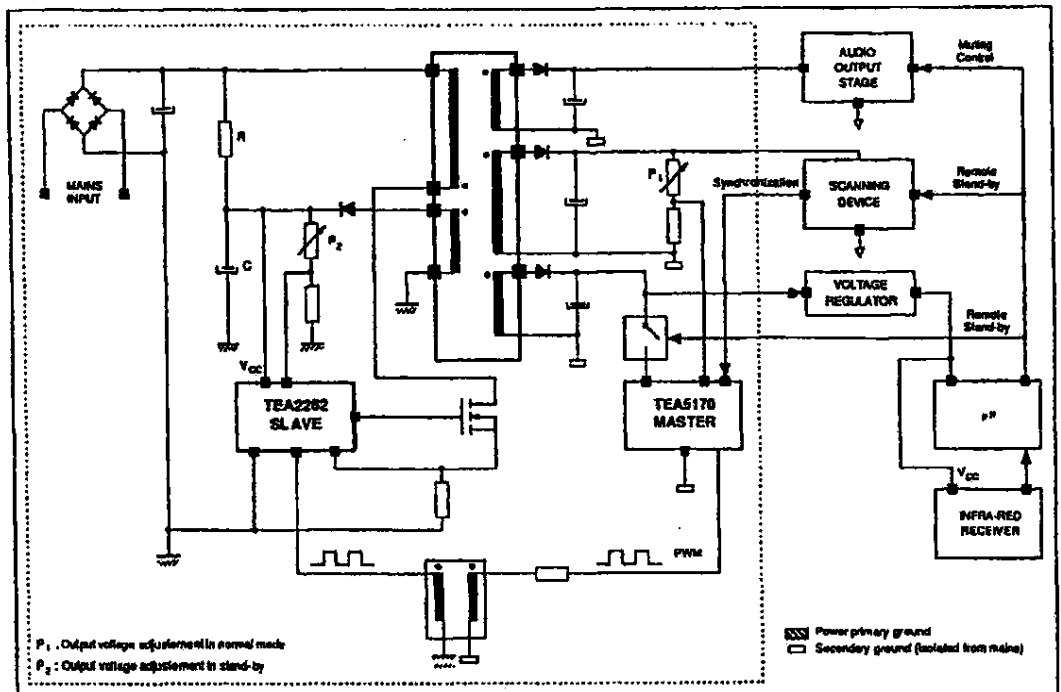 AUDIO
OUTPUT
STAGE
Muting
Control
R
MAINS
INPUT
P1
Synchronization
SCANNING
DEVICE
Remote
Stand-by
P2
C
VOLTAGE
REGULATOR
Remote
Stand-by
VCC
TEA2262
SLAVE
TEA5170
MASTER
µP
VCC
INFRA-RED
RECEIVER
PWM
P1 : Output voltage adjustement in normal mode
P2 : Output voltage adjustement in stand-by
Power primary ground
Secondary ground (isolated from mains)